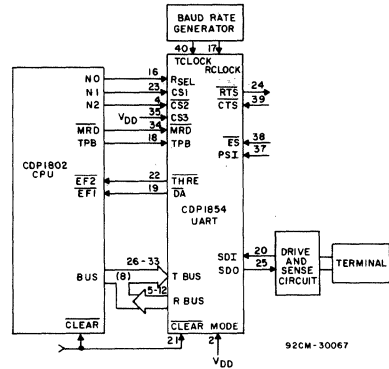 BAUD RATE
GENERATOR
40 17
TCLOCK
RCLOCK
N0 16 RSEL
N1 23 CS1
N2 4 CS2
VDD 35 CS3
MRD 34 MRD
TPB 18 TPB
RTS 24
CTS 39
ES 38
PSI 37
CDP1802
CPU
EF2 22 THRE
EF1 19 DA
CDP1854
UART
BUS (8) 26-33 T BUS
5-12 R BUS
SDI 20
SDO 25
DRIVE
AND
SENSE
CIRCUIT
TERMINAL
CLEAR
CLEAR MODE
21 2
VDD
92CM-30067